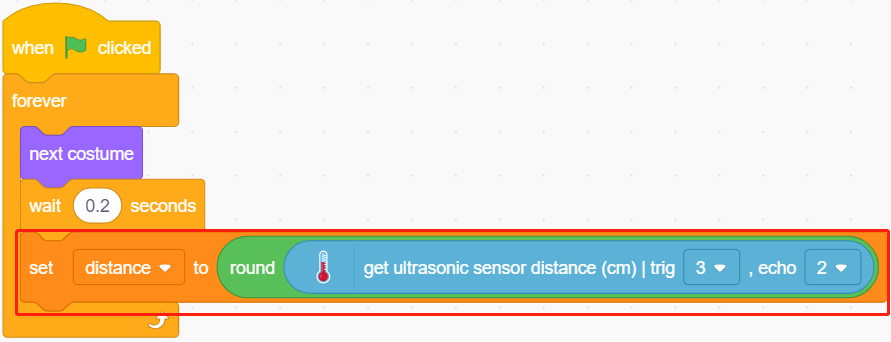 when clicked
forever
next costume
wait 0.2 seconds
set distance to round get ultrasonic sensor distance (cm) | trig 3 , echo 2